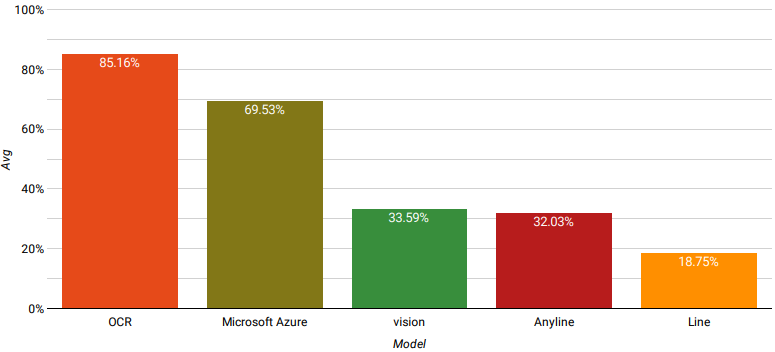 100%
80%
60%
40%
20%
0%
Avg
85.16%
69.53%
33.59%
32.03%
18.75%
OCR
Microsoft Azure
vision
Anyline
Line
Model